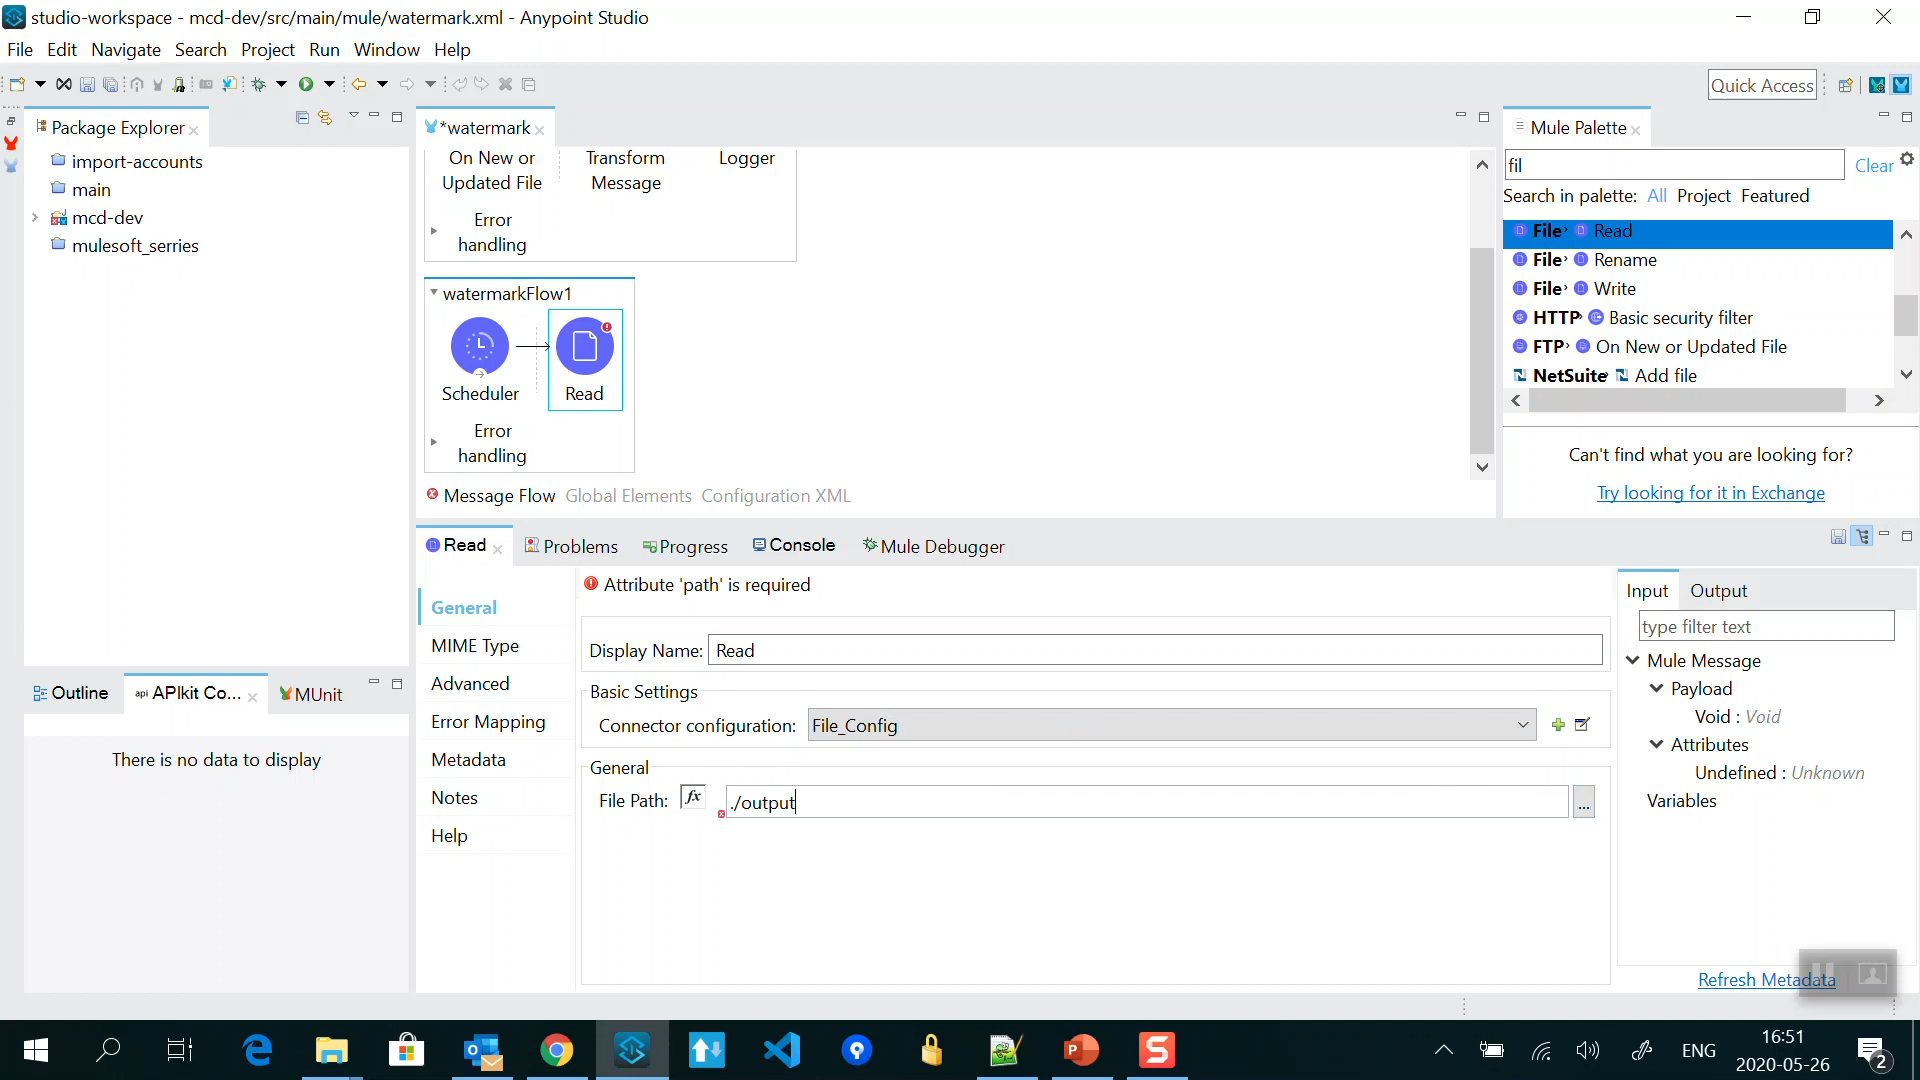 studio-workspace - mcd-dev/src/main/mule/watermark.xml - Anypoint Studio
File Edit Navigate Search Project Run Window Help
Quick Access
Package Explorer
import-accounts
main
mcd-dev
mulesoft_serries
*watermark
On New or Updated File
Transform Message
Logger
Error handling
watermarkFlow1
Scheduler
Read
Error handling
Message Flow Global Elements Configuration XML
Mule Palette
fil
Clear
Search in palette: All Project Featured
File Read
File Rename
File Write
HTTP Basic security filter
FTP On New or Updated File
NetSuite Add file
Can't find what you are looking for?
Try looking for it in Exchange
Outline
api APIkit Co...
MUnit
There is no data to display
Read
Problems
Progress
Console
Mule Debugger
General
MIME Type
Advanced
Error Mapping
Metadata
Notes
Help
Attribute 'path' is required
Display Name: Read
Basic Settings
Connector configuration: File_Config
General
File Path: fx ./output ...
Input Output
type filter text
Mule Message
Payload
Void : Void
Attributes
Undefined : Unknown
Variables
Refresh Metadata
ENG
16:51
2020-05-26
2